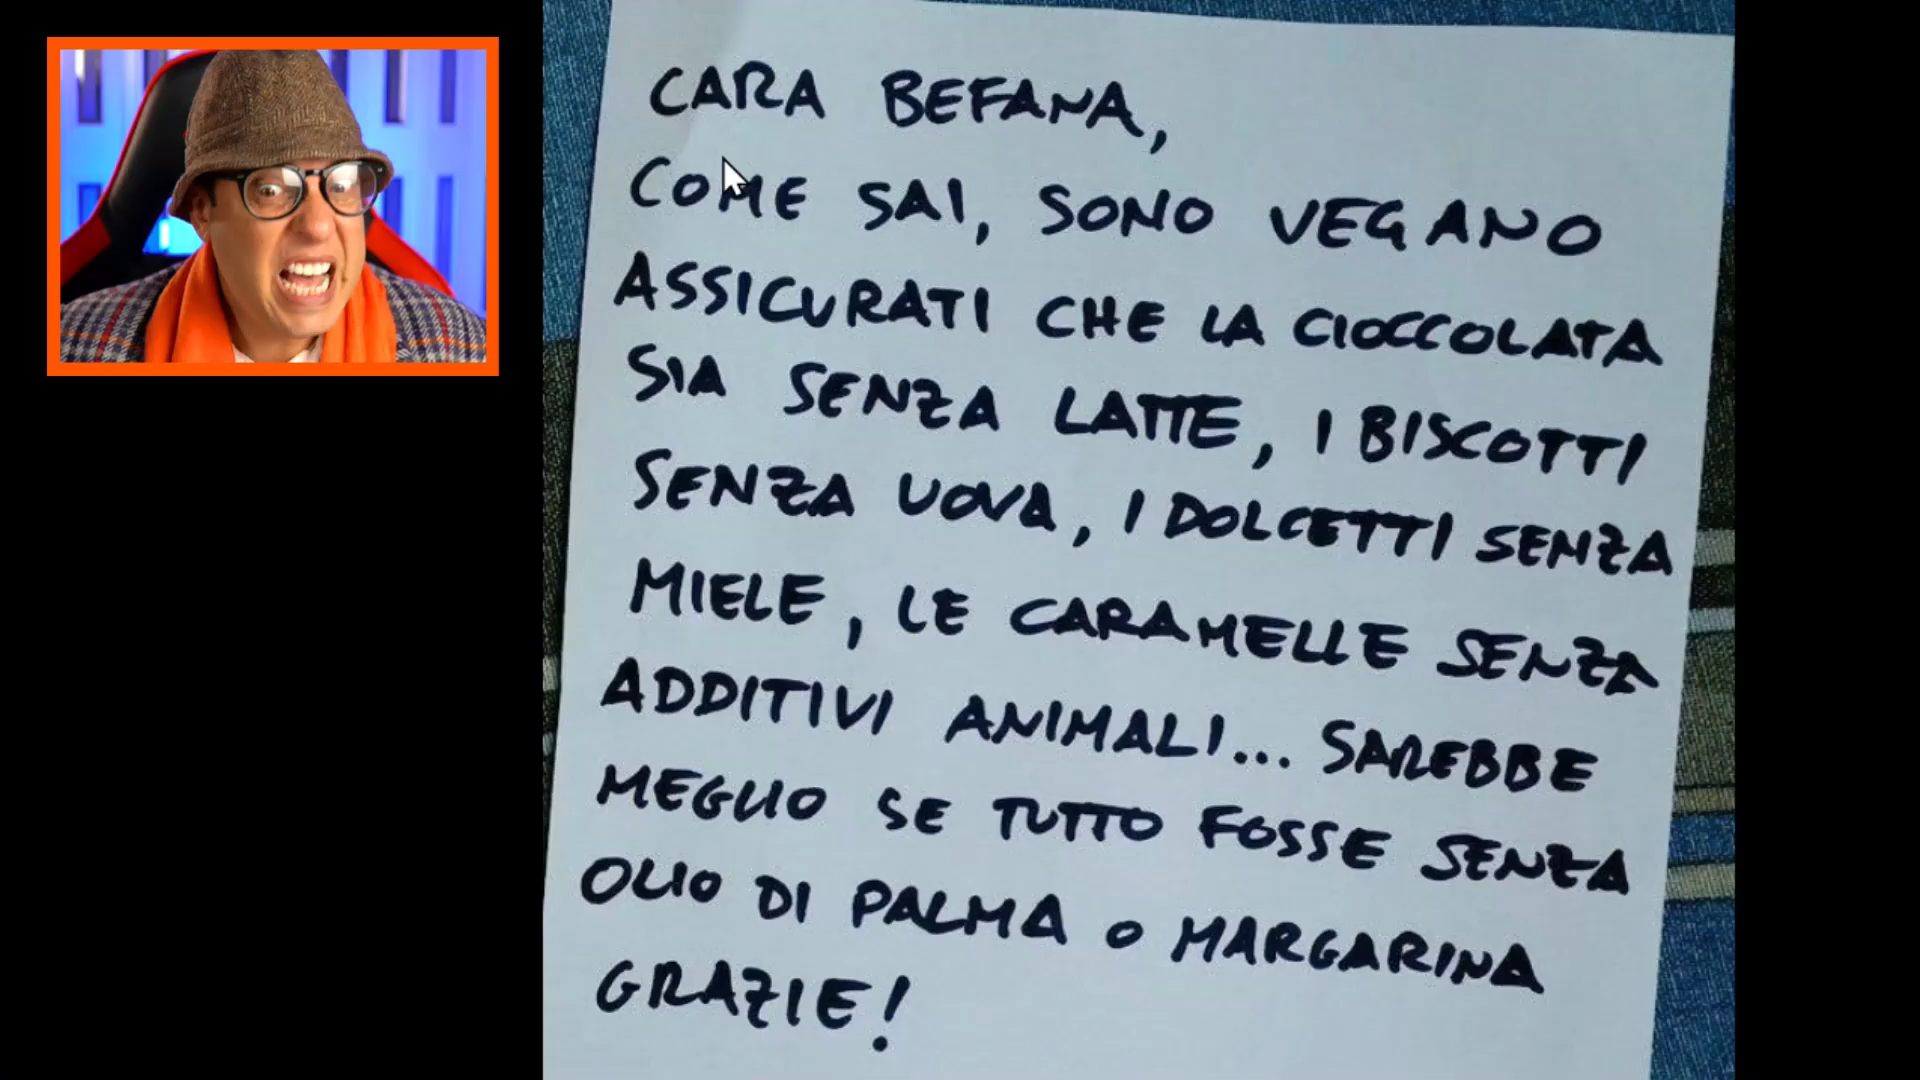 CARA BEFANA,
COME SAI, SONO VEGANO
ASSICURATI CHE LA CIOCCOLATA
SIA SENZA LATTE, I BISCOTTI
SENZA UOVA, I DOLCETTI SENZA
MIELE, LE CARAMELLE SENZA
ADDITIVI ANIMALI... SAREBBE
MEGLIO SE TUTTO FOSSE SENZA
OLIO DI PALMA O MARGARINA
GRAZIE!